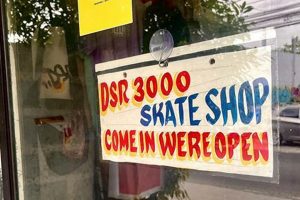 DSR 3000
SKATE SHOP
COME IN WERE OPEN